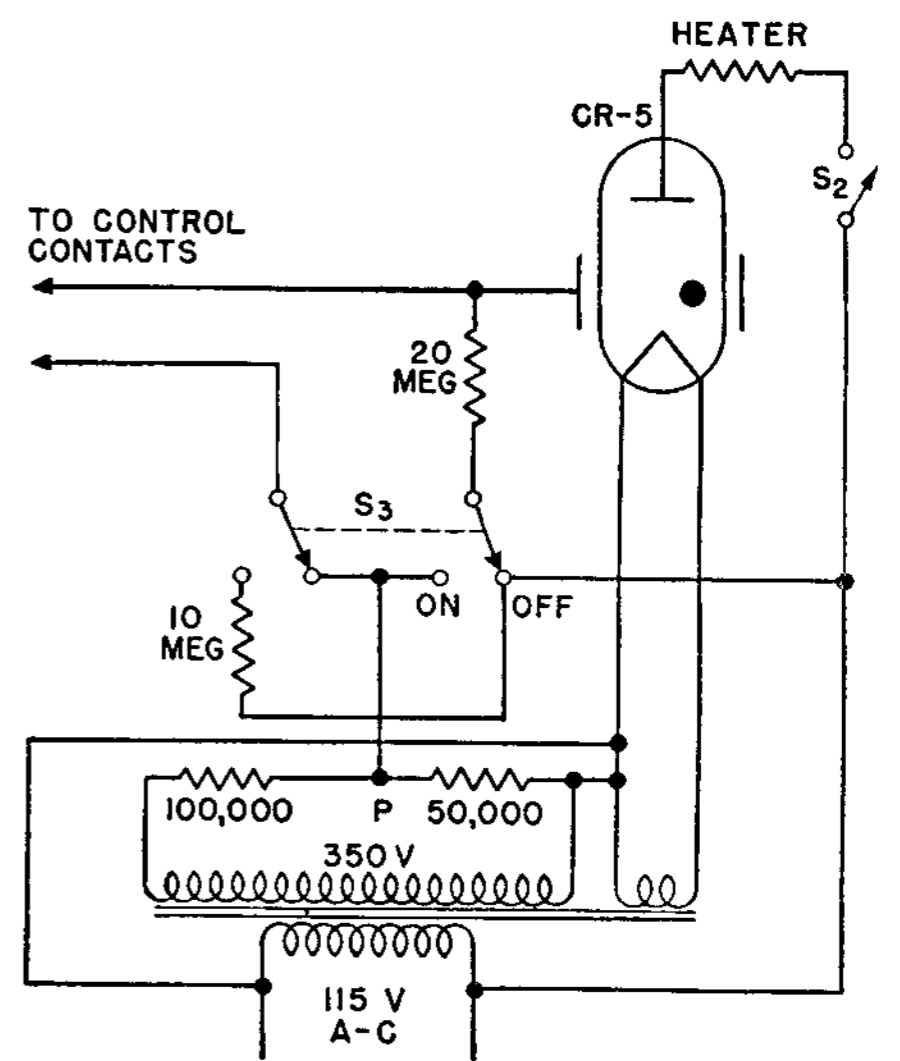 HEATER
CR-5
S2
TO CONTROL
CONTACTS
20
MEG
S3
ON
OFF
10
MEG
100,000
P
50,000
350 V
115 V
A-C